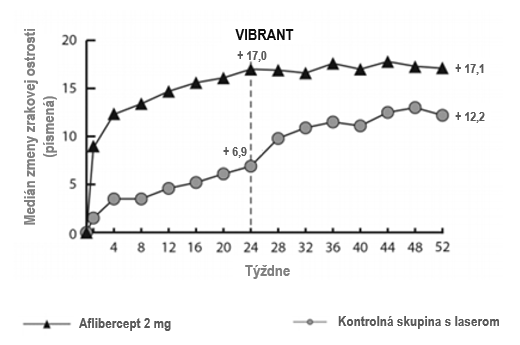 VIBRANT
Medián zmeny zrakovej ostrosti
(písmená)
20
15
10
5
0
+ 17,0
+ 17,1
+ 6,9
+ 12,2
4 8 12 16 20 24 28 32 36 40 44 48 52
Týždne
Aflibercept 2 mg
Kontrolná skupina s laserom